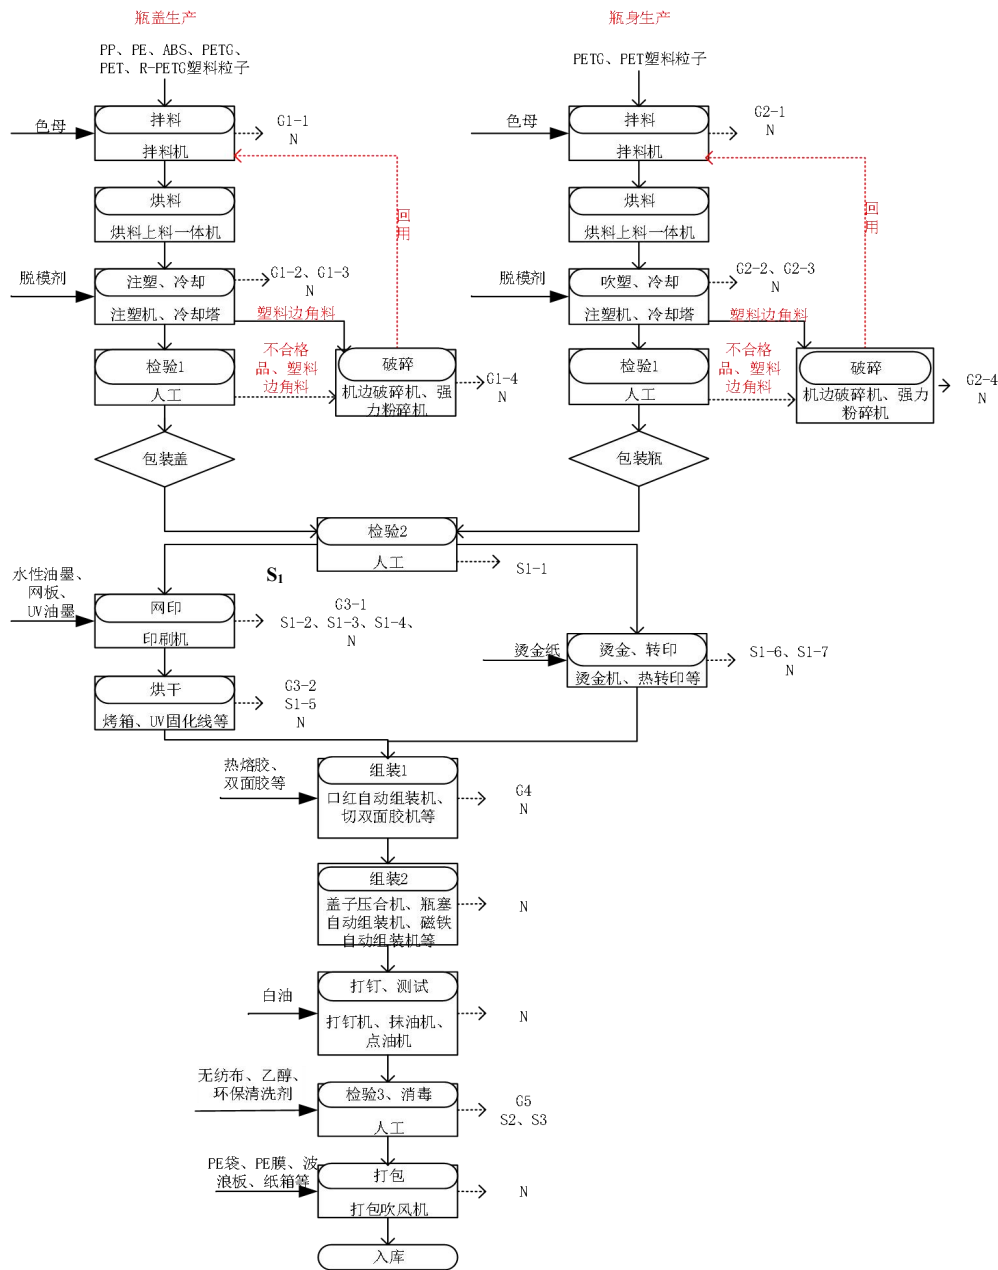 瓶盖生产
PP、PE、ABS、PETG、
PET、R-PETG塑料粒子
色母
拌料
拌料机
G1-1
N
烘料
烘料上料一体机
回
用
脱模剂
注塑、冷却
注塑机、冷却塔
G1-2、G1-3
N
塑料边角料
检验1
人工
不合格
品、塑料
边角料
破碎
机边破碎机、强
力粉碎机
G1-4
N
包装盖
瓶身生产
PETG、PET塑料粒子
色母
拌料
拌料机
G2-1
N
烘料
烘料上料一体机
回
用
脱模剂
吹塑、冷却
注塑机、冷却塔
G2-2、G2-3
N
塑料边角料
检验1
人工
不合格
品、塑料
边角料
破碎
机边破碎机、强力
粉碎机
G2-4
N
包装瓶
检验2
人工
S1-1
S1
水性油墨、
网板、
UV油墨
网印
印刷机
G3-1
S1-2、S1-3、S1-4、
N
烘干
烤箱、UV固化线等
G3-2
S1-5
N
烫金纸
烫金、转印
烫金机、热转印等
S1-6、S1-7
N
热熔胶、
双面胶等
组装1
口红自动组装机、
切双面胶机等
G4
N
组装2
盖子压合机、瓶塞
自动组装机、磁铁
自动组装机等
N
白油
打钉、测试
打钉机、抹油机、
点油机
N
无纺布、乙醇、
环保清洗剂
检验3、消毒
人工
G5
S2、S3
PE袋、PE膜、波
浪板、纸箱等
打包
打包吹风机
N
入库